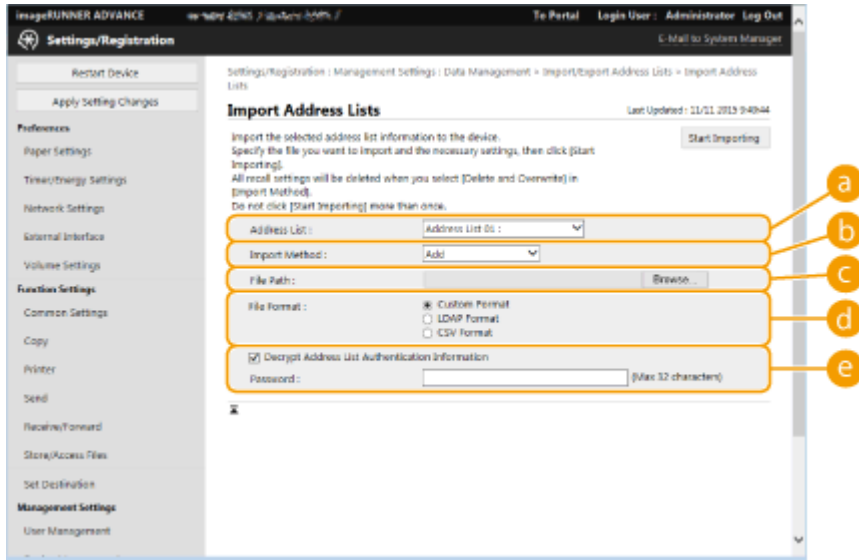 imageRUNNER ADVANCE
To Portal Login User : Administrator Log Out
Settings/Registration
E-Mail to System Manager
Restart Device
Apply Setting Changes
Preferences
Paper Settings
Timer/Energy Settings
Network Settings
External Interface
Volume Settings
Function Settings
Common Settings
Copy
Printer
Send
Receive/Forward
Store/Access Files
Set Destination
Management Settings
User Management
Settings/Registration : Management Settings : Data Management > Import/Export Address Lists > Import Address
Lists
Import Address Lists
Last Updated : 11/11 2015 9:49:44
Import the selected address list information to the device.
Specify the file you want to import and the necessary settings, then click [Start
Importing].
All recall settings will be deleted when you select [Delete and Overwrite] in
[Import Method].
Do not click [Start Importing] more than once.
Start Importing
Address List :
Address List 01 :
a
Import Method :
Add
b
File Path :
Browse...
c
File Format :
Custom Format
LDAP Format
CSV Format
d
Decrypt Address List Authentication Information
Password :
(Max 32 characters)
e